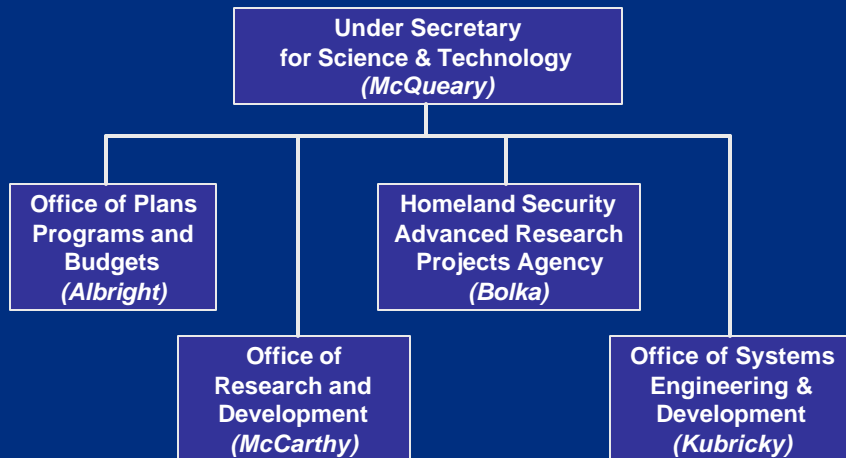 Under Secretary
for Science & Technology
(McQueary)
Office of Plans
Programs and
Budgets
(Albright)
Homeland Security
Advanced Research
Projects Agency
(Bolka)
Office of
Research and
Development
(McCarthy)
Office of Systems
Engineering &
Development
(Kubricky)